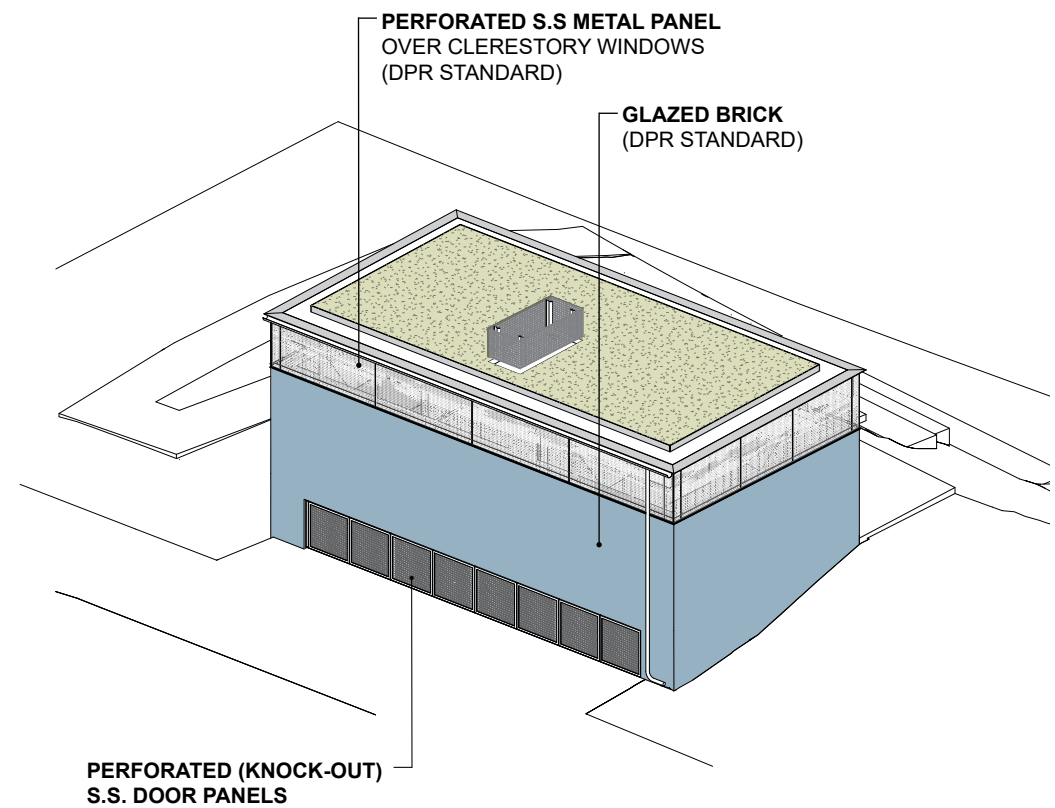 PERFORATED S.S METAL PANEL
OVER CLERESTORY WINDOWS
(DPR STANDARD)
GLAZED BRICK
(DPR STANDARD)
PERFORATED (KNOCK-OUT)
S.S. DOOR PANELS